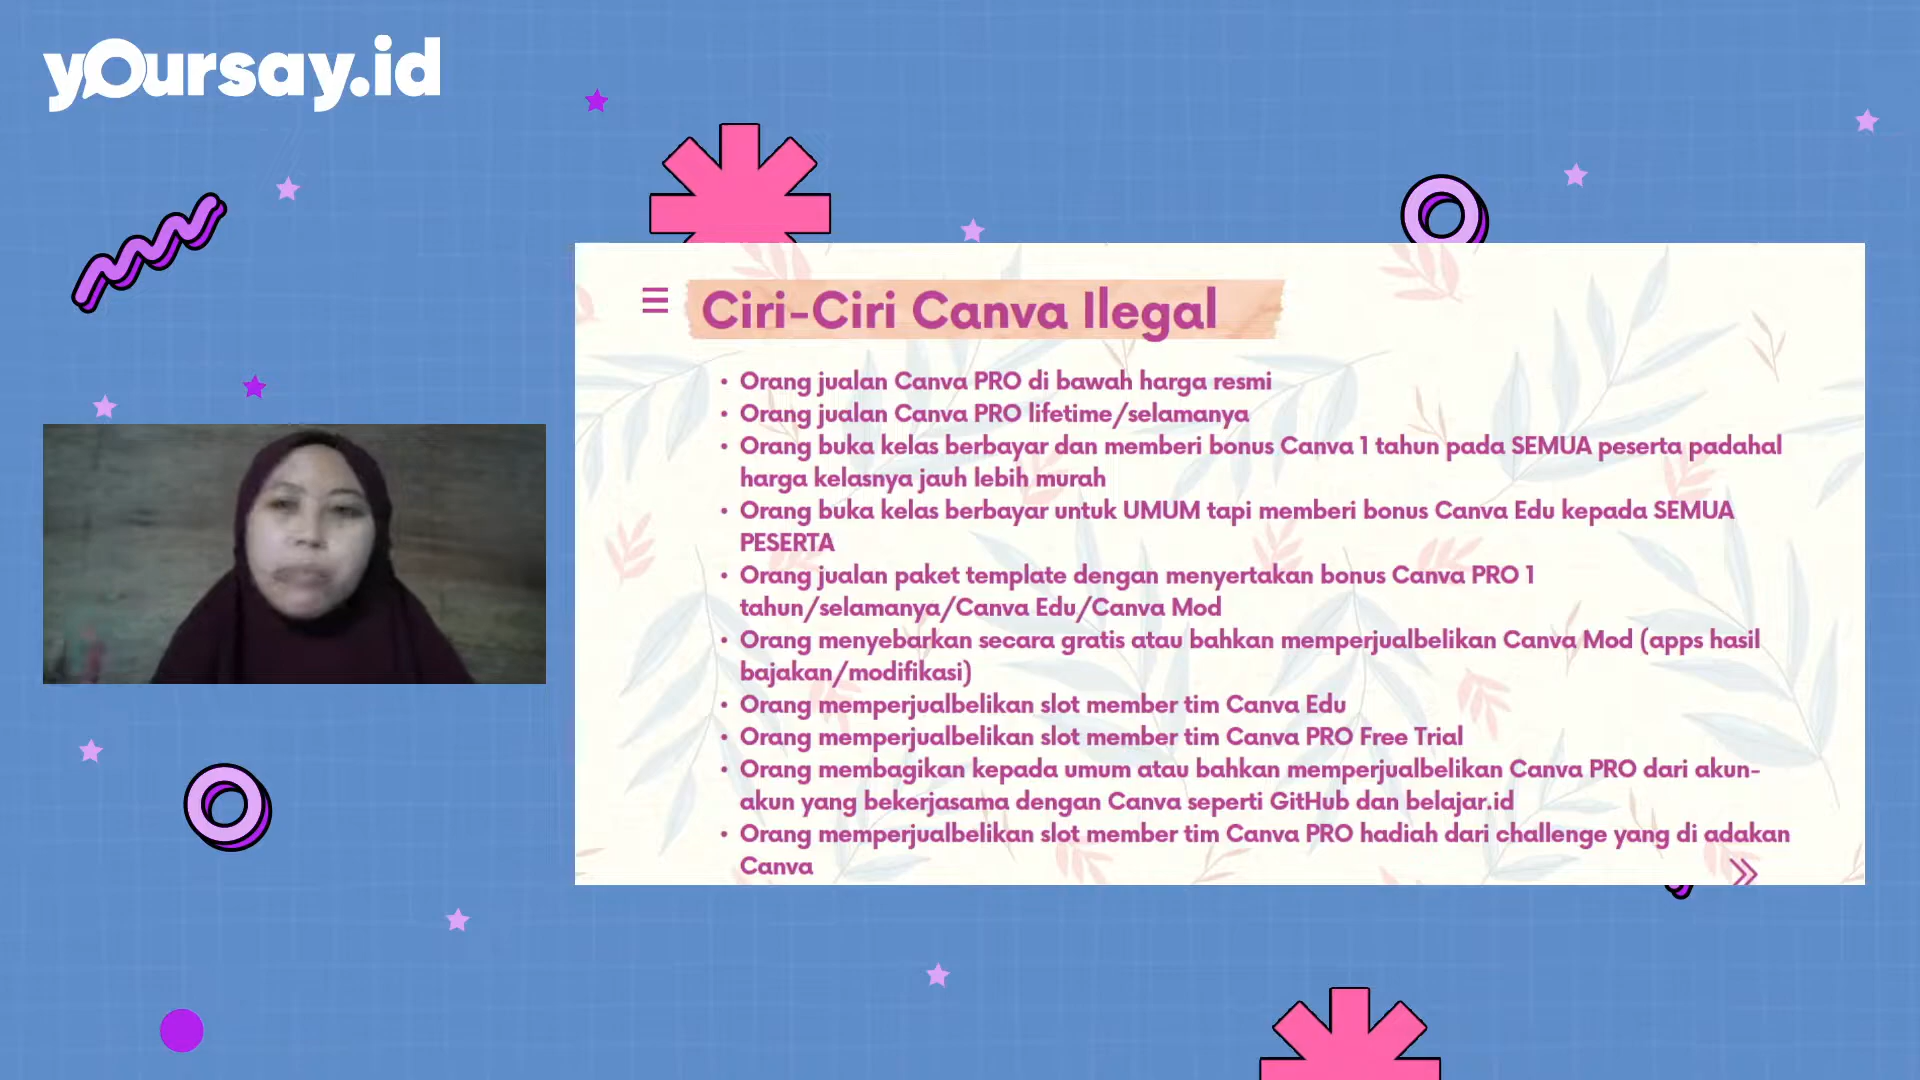 yoursay.id
Ciri-Ciri Canva Ilegal
• Orang jualan Canva PRO di bawah harga resmi
• Orang jualan Canva PRO lifetime/selamanya
• Orang buka kelas berbayar dan memberi bonus Canva 1 tahun pada SEMUA peserta padahal
harga kelasnya jauh lebih murah
• Orang buka kelas berbayar untuk UMUM tapi memberi bonus Canva Edu kepada SEMUA
PESERTA
• Orang jualan paket template dengan menyertakan bonus Canva PRO 1
tahun/selamanya/Canva Edu/Canva Mod
• Orang menyebarkan secara gratis atau bahkan memperjualbelikan Canva Mod (apps hasil
bajakan/modifikasi)
• Orang memperjualbelikan slot member tim Canva Edu
• Orang memperjualbelikan slot member tim Canva PRO Free Trial
• Orang membagikan kepada umum atau bahkan memperjualbelikan Canva PRO dari akun-
akun yang bekerjasama dengan Canva seperti GitHub dan belajar.id
• Orang memperjualbelikan slot member tim Canva PRO hadiah dari challenge yang di adakan
Canva